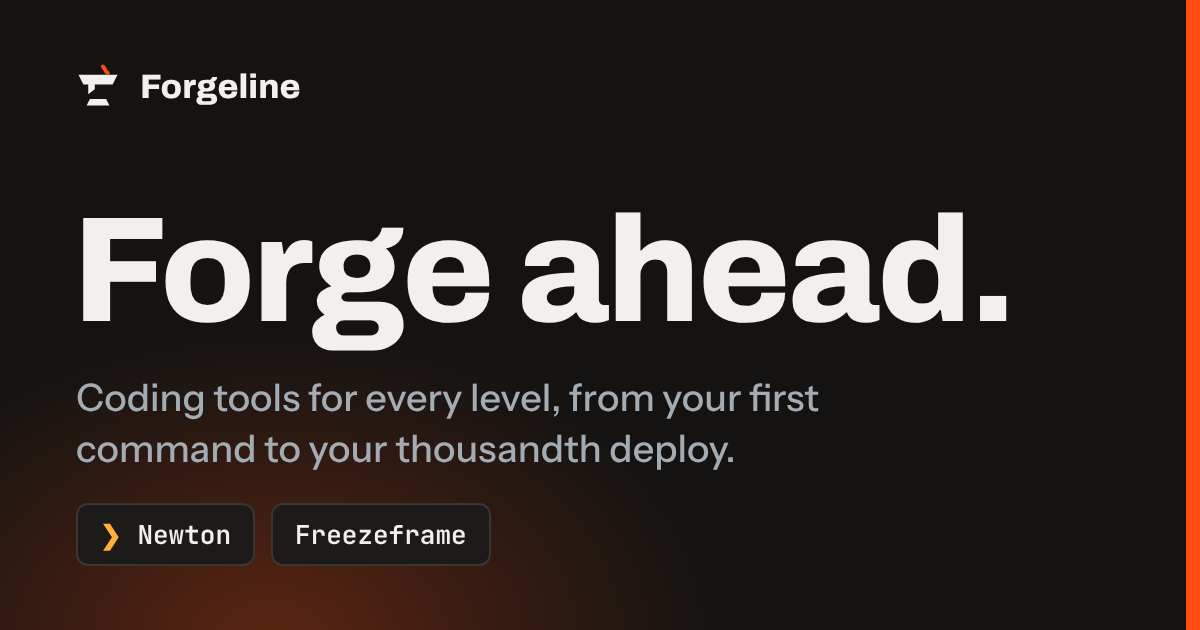 Forgeline
Forge ahead.
Coding tools for every level, from your first
command to your thousandth deploy.
❯ Newton
Freezeframe